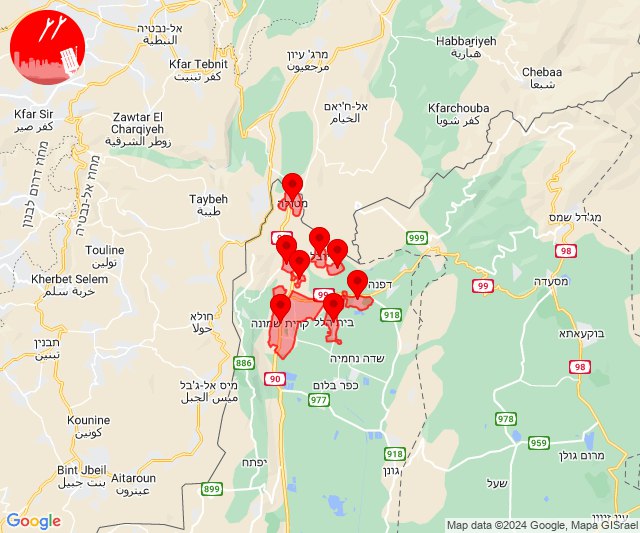 אל-נבטיה
النبطية
Kfar Tebnit
كفر تبنيت
מרג' עיון
مرجعيون
Habbariyeh
هبارية
Chebaa
شبعا
Kfar Sir
كفر صير
Zawtar El
Charqiyeh
زوطر الشرقية
אל-ח'יאם
الخيام
Kfarchouba
كفر شوبا
מחוז דרום לבנון
מחוז אל-נבטיה
Taybeh
طيبة
מטולה
מג'דל שמס
Touline
تولين
999
98
Kherbet Selem
خربة سلم
99
דפנה
99
מסעדה
חולא
حولا
קרית שמונה
בית הלל
918
בוקעאתא
תבנין
تبنين
886
שדה נחמיה
98
מיס אל-ג'בל
ميس الجبل
90
כפר בלום
977
978
Kounine
كونين
959
918
מרום גולן
יפתח
גונן
Bint Jbeil
بنت جبيل
Aitaroun
عيترون
899
שעל
עין זיוון
Google
Map data ©2024 Google, Mapa GISrael